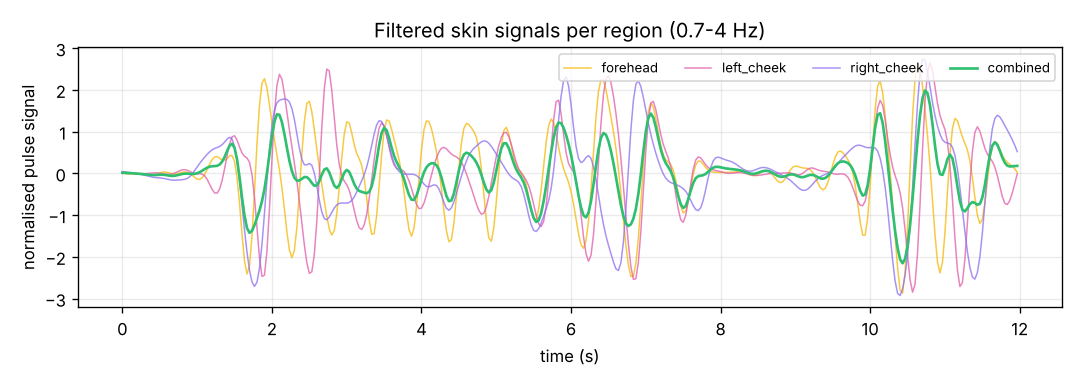 Filtered skin signals per region (0.7-4 Hz)
forehead left_cheek right_cheek combined
normalised pulse signal
3
2
1
0
−1
−2
−3
0 2 4 6 8 10 12
time (s)